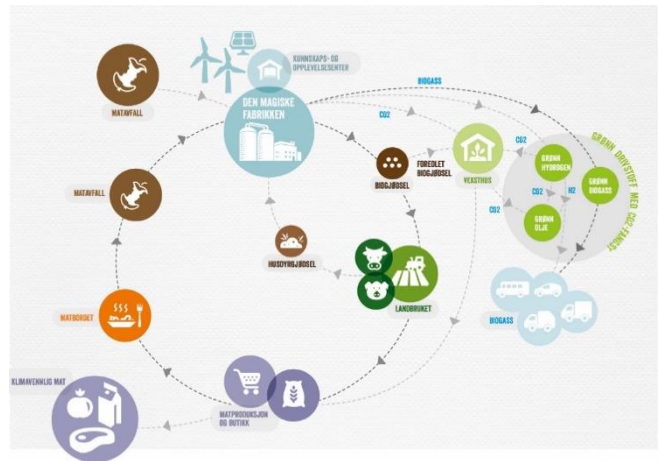 KUNNSKAPS- OG
OPPLEVELSESENTER
DEN MAGISKE
FABRIKKEN
BIOGASS
CO2
MATAVFALL
CO2
GRØNN
HYDROGEN
GRØNN
BIOGASS
GRØNN DRIVSTOFF MED CO2-FANGST
CO2
H2
GRØNN
OLJE
CO2
FOREDLET
BIOGJØDSEL
VEKSTHUS
BIOGJØDSEL
MATAVFALL
HUSDYRGJØDSEL
LANDBRUKET
BIOGASS
MATBORDET
KLIMAVENNLIG MAT
MATPRODUKSJON
OG BUTIKK